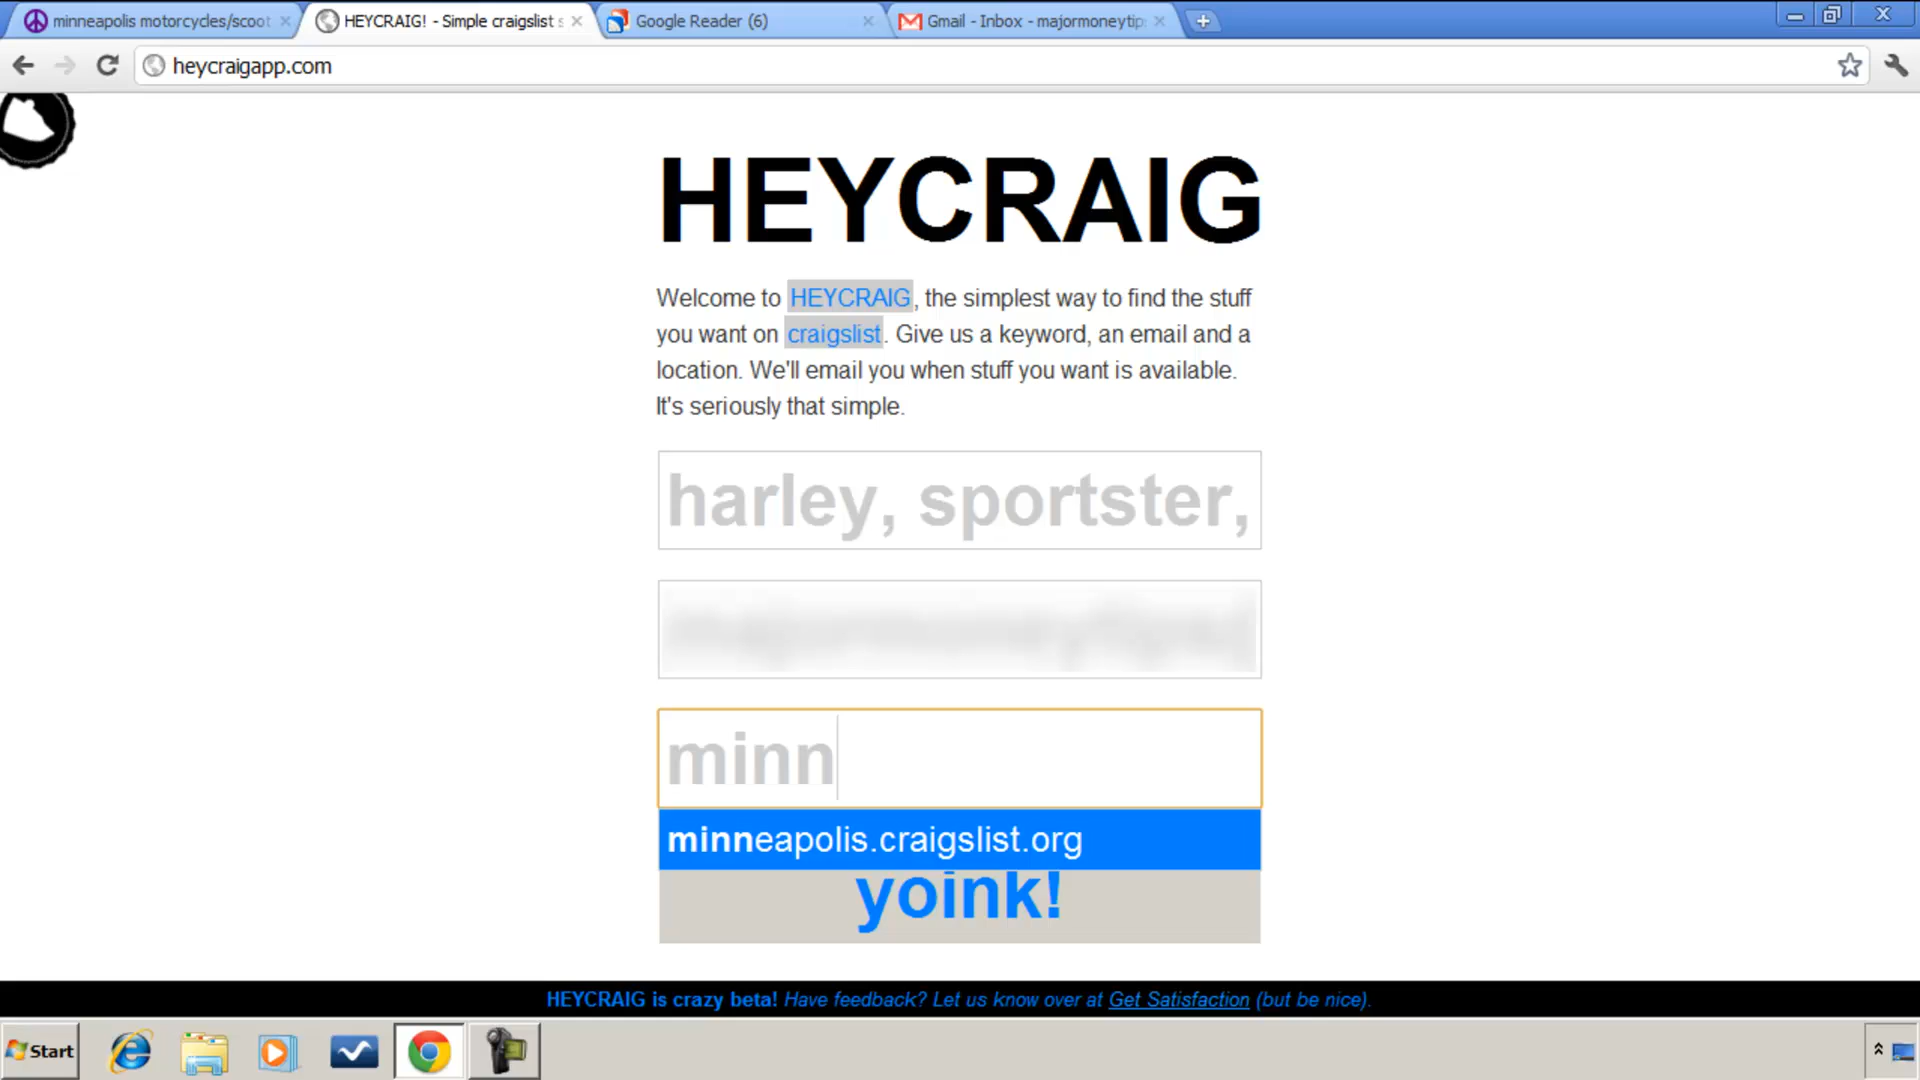 minneapolis motorcycles/scoot
HEYCRAIG! - Simple craigslist s
Google Reader (6)
Gmail - Inbox - majormoneytip
heycraigapp.com
HEYCRAIG
Welcome to HEYCRAIG, the simplest way to find the stuff
you want on craigslist. Give us a keyword, an email and a
location. We'll email you when stuff you want is available.
It's seriously that simple.
harley, sportster,
minn
minneapolis.craigslist.org
yoink!
HEYCRAIG is crazy beta! Have feedback? Let us know over at Get Satisfaction (but be nice).
Start